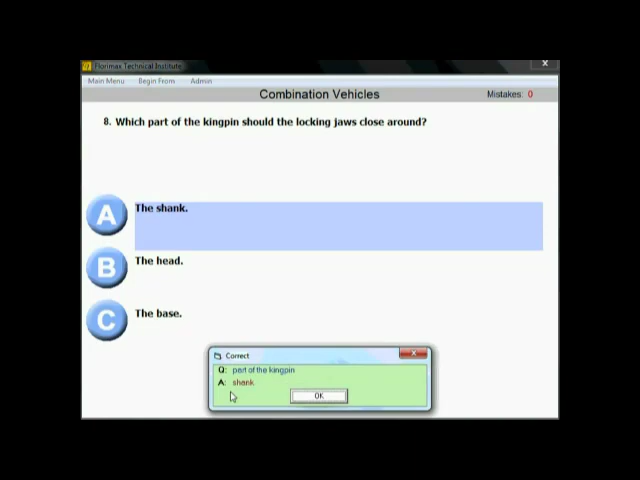 Florimax Technical Institute
Main Menu Begin From Admin
Combination Vehicles Mistakes: 0
8. Which part of the kingpin should the locking jaws close around?
A The shank.
B The head.
C The base.
Correct
Q: part of the kingpin
A: shank
OK